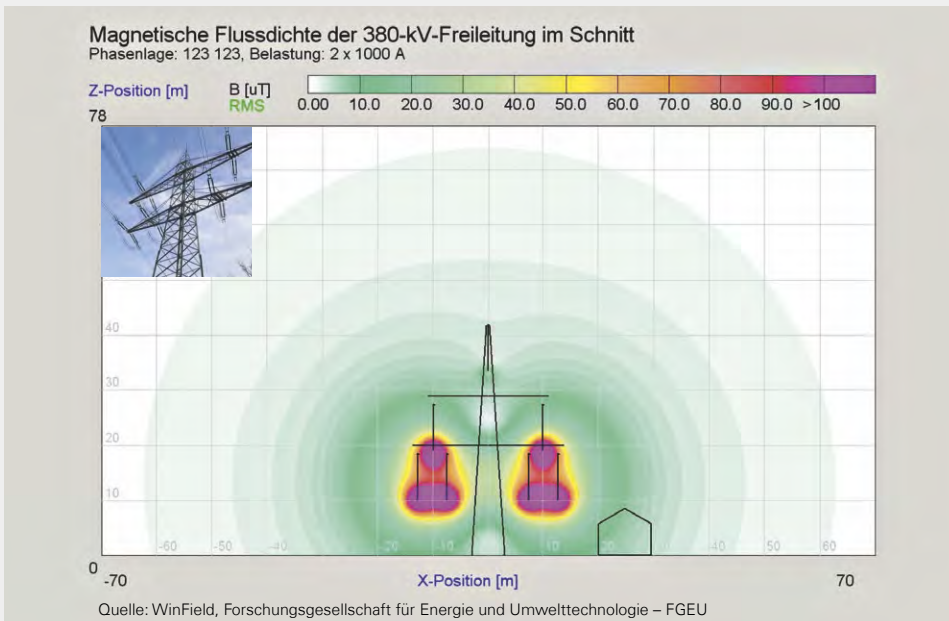 Magnetische Flussdichte der 380-kV-Freileitung im Schnitt
Phasenlage: 123 123, Belastung: 2 x 1000 A
Z-Position [m]
B [uT]
RMS
0.00 10.0 20.0 30.0 40.0 50.0 60.0 70.0 80.0 90.0 >100
78
40
30
20
10
-60 -50 -40 -20 -10 10 40 50 60
0
-70
X-Position [m]
70
Quelle: WinField, Forschungsgesellschaft für Energie und Umwelttechnologie – FGEU